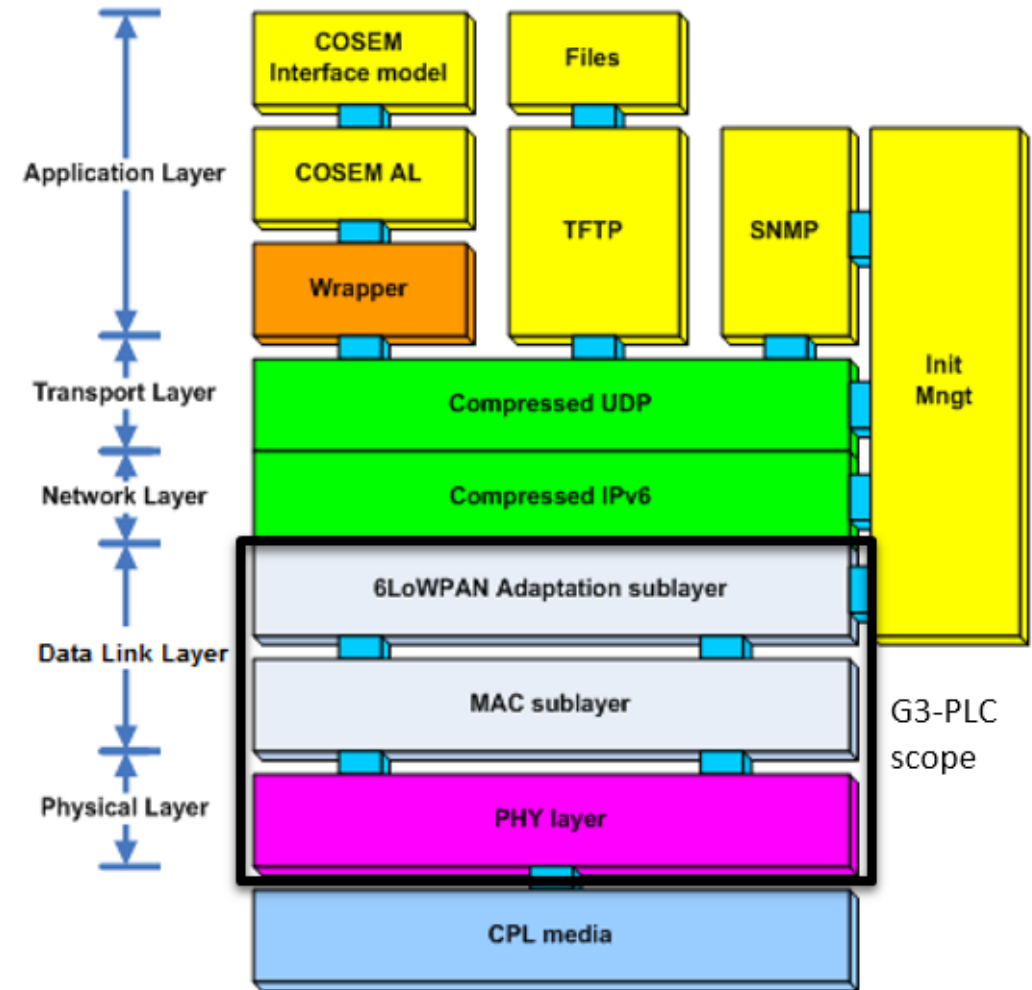 COSEM
Interface model
Files
Application Layer
COSEM AL
TFTP
SNMP
Wrapper
Init
Mngt
Transport Layer
Compressed UDP
Network Layer
Compressed IPv6
6LoWPAN Adaptation sublayer
Data Link Layer
MAC sublayer
G3-PLC
scope
Physical Layer
PHY layer
CPL media